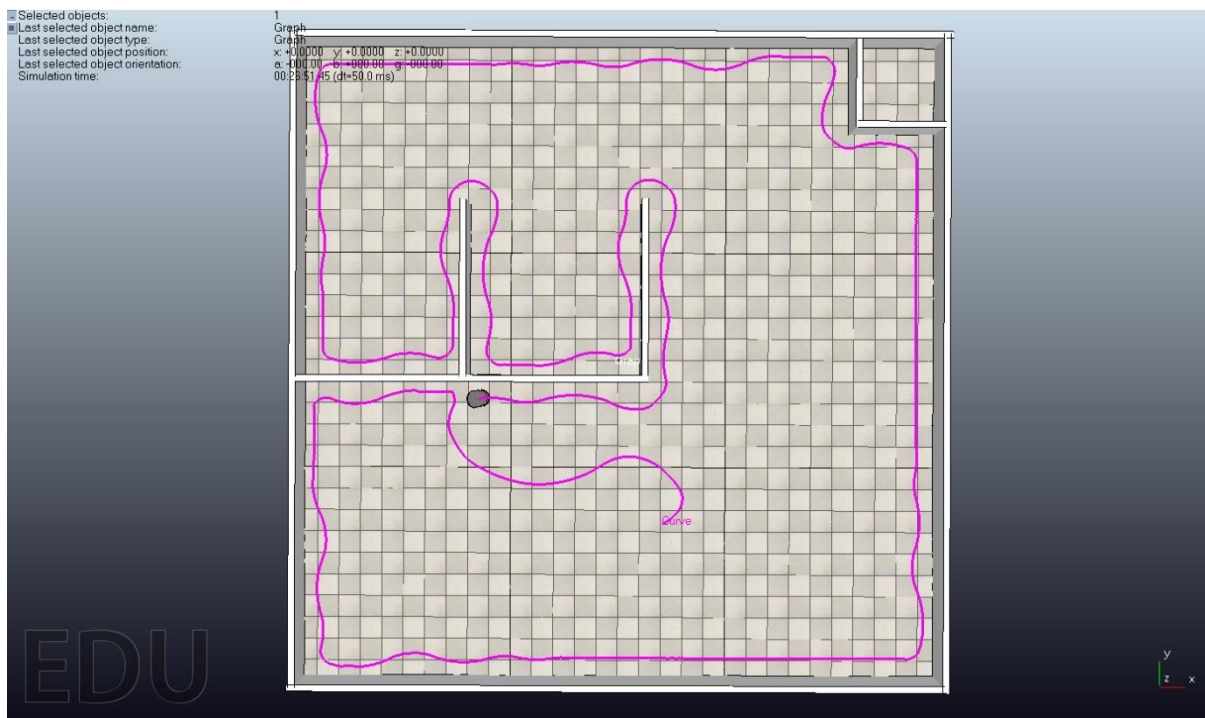 Selected objects: 1
Last selected object name: Graph
Last selected object type: Graph
Last selected object position: x: +0.0000 y: +0.0000 z: +0.0000
Last selected object orientation: a: -000.00 b: +000.00 g: -000.00
Simulation time: 00:26:51.45 (dt=50.0 ms)
Curve
EDU
y
z x